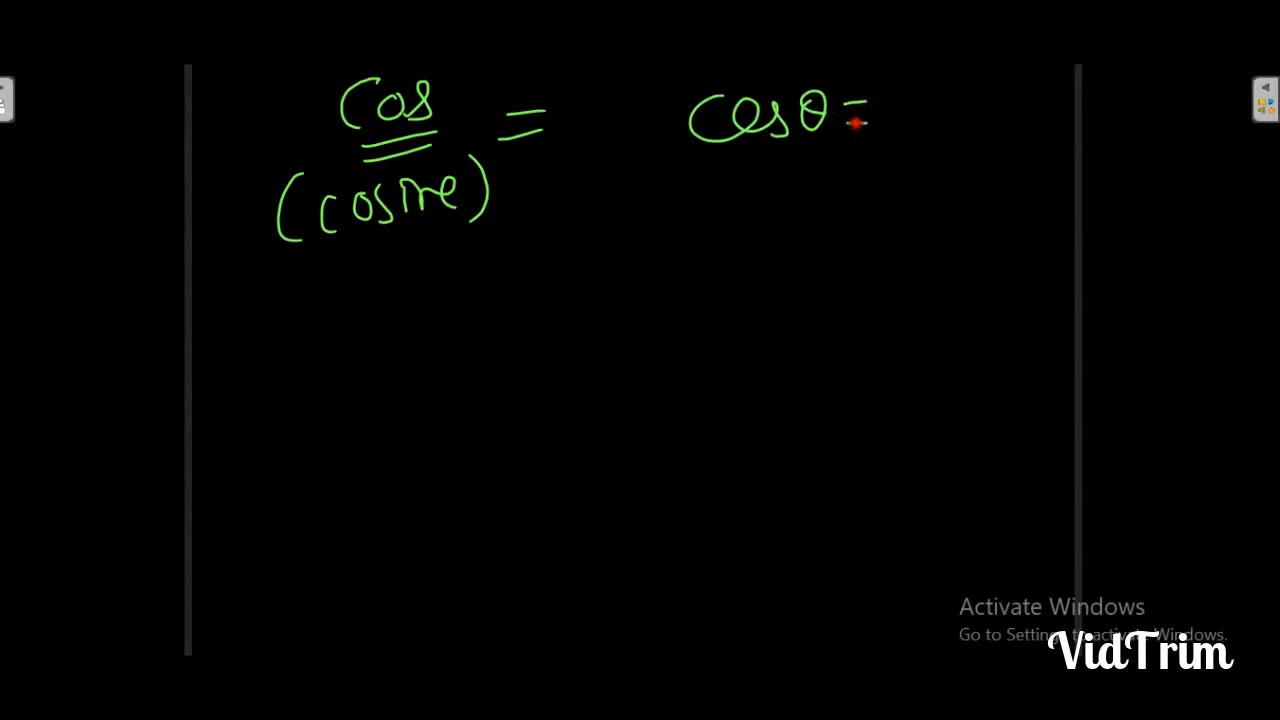 Cos = Cosθ =
(cosine)
Activate Windows
Go to Settings to activate Windows.
VidTrim